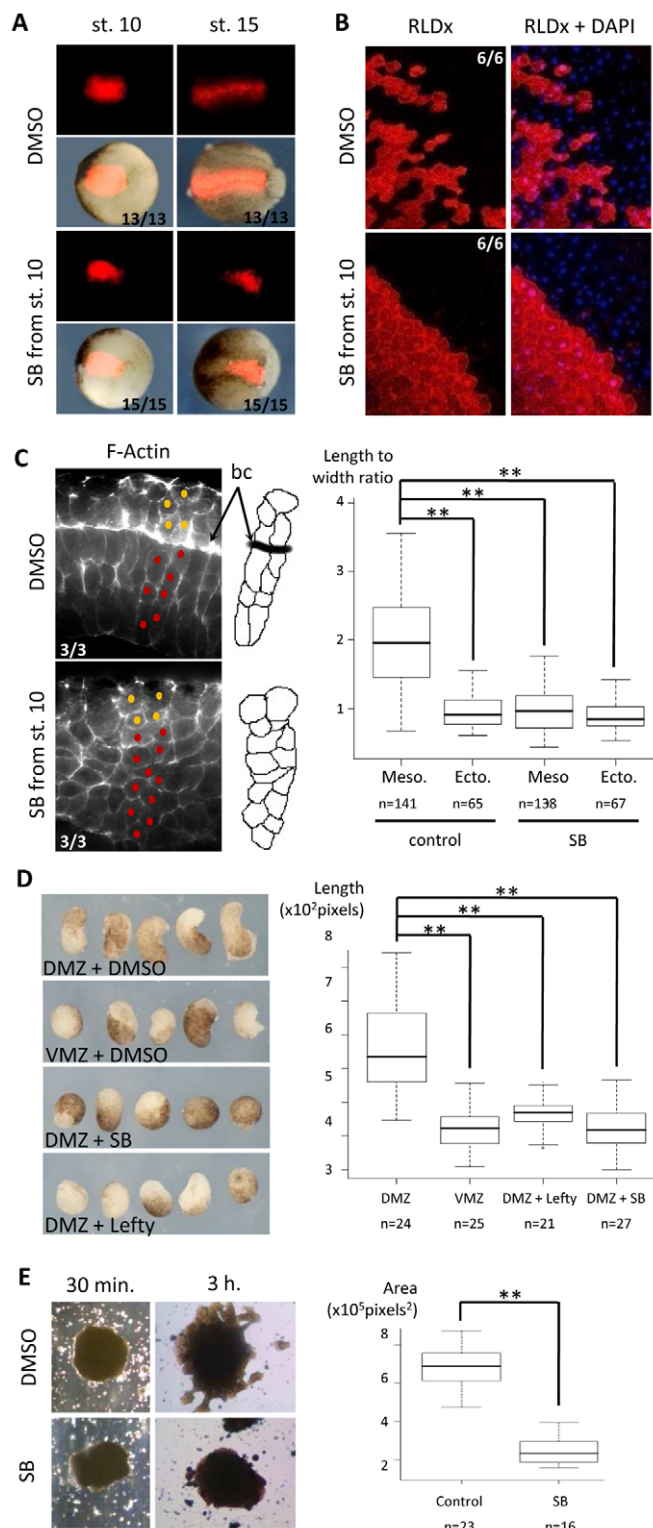 A
st. 10
st. 15
DMSO
13/13
13/13
SB from st. 10
15/15
15/15
B
RLDx
RLDx + DAPI
DMSO
6/6
SB from st. 10
6/6
C
F-Actin
bc
DMSO
3/3
SB from st. 10
3/3
Length to
width ratio
**
**
**
4
3
2
1
Meso.
Ecto.
Meso
Ecto.
n=141
n=65
n=138
n=67
control
SB
D
DMZ + DMSO
VMZ + DMSO
DMZ + SB
DMZ + Lefty
Length
(x10²pixels)
**
**
**
8
7
6
5
4
3
DMZ
VMZ
DMZ + Lefty
DMZ + SB
n=24
n=25
n=21
n=27
E
30 min.
3 h.
DMSO
SB
Area
(x10⁵pixels²)
**
8
6
4
2
Control
SB
n=23
n=16